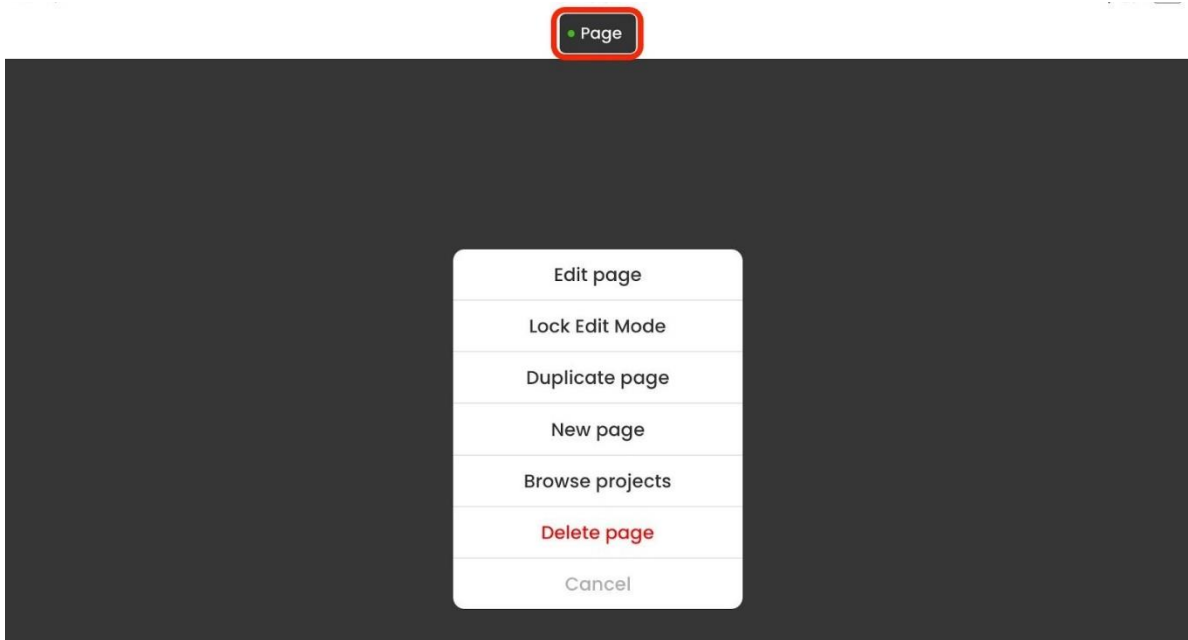 Page
Edit page
Lock Edit Mode
Duplicate page
New page
Browse projects
Delete page
Cancel